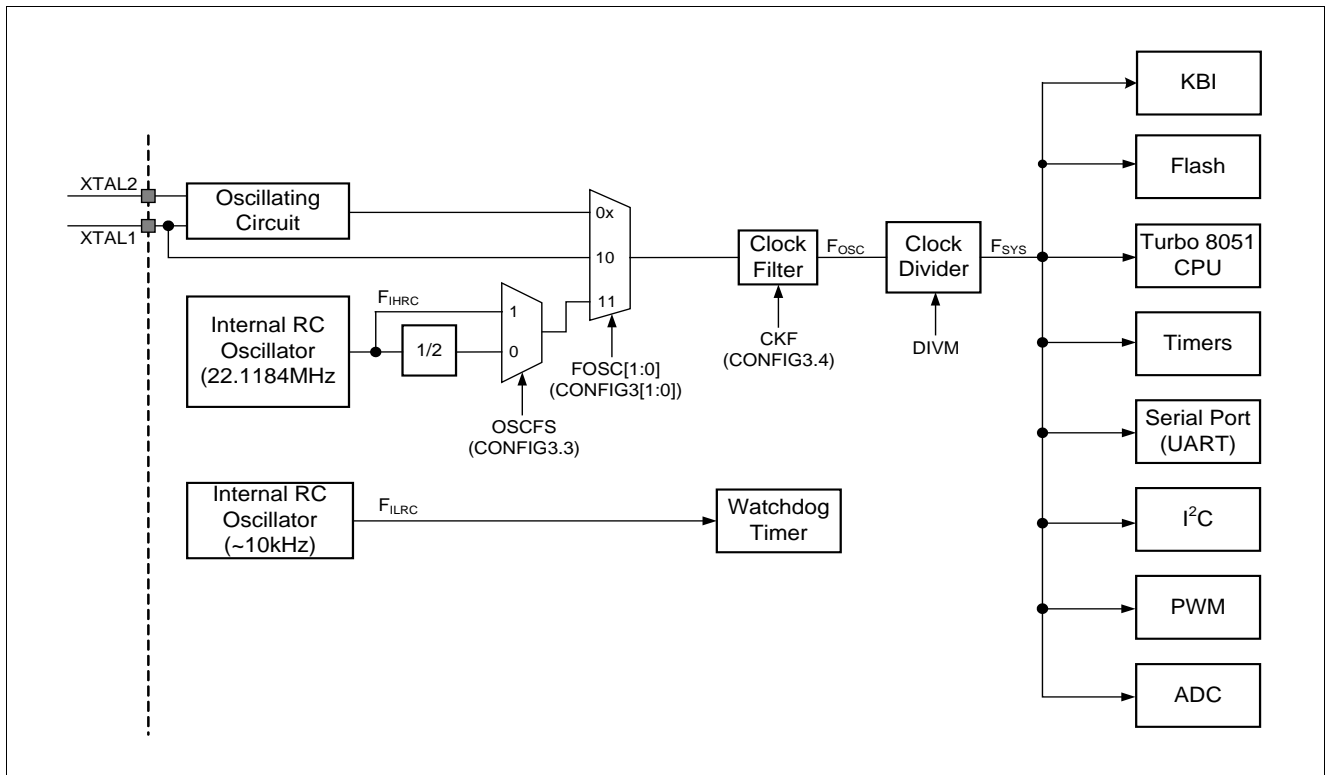 XTAL2
XTAL1
Oscillating
Circuit
0x
10
11
FOSC[1:0]
(CONFIG3[1:0])
Internal RC
Oscillator
(22.1184MHz
FIHRC
1/2
1
0
OSCFS
(CONFIG3.3)
Clock
Filter
CKF
(CONFIG3.4)
FOSC
Clock
Divider
DIVM
FSYS
Internal RC
Oscillator
(~10kHz)
FILRC
Watchdog
Timer
KBI
Flash
Turbo 8051
CPU
Timers
Serial Port
(UART)
I²C
PWM
ADC